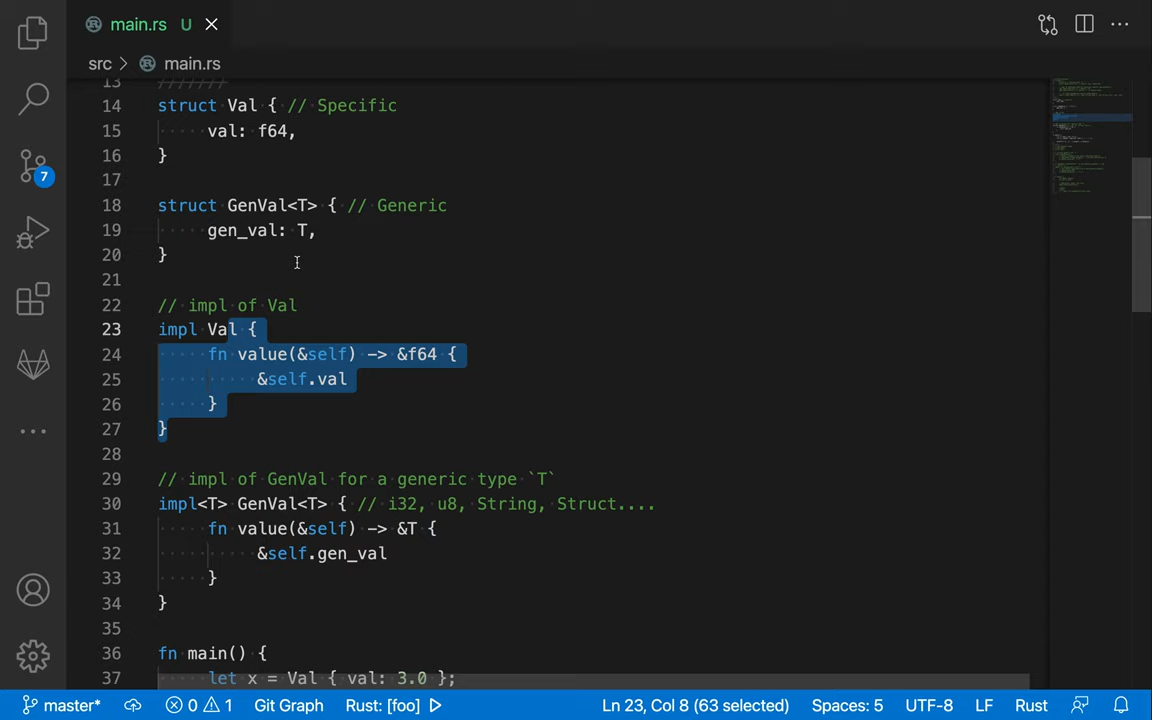 main.rs U
src > main.rs
13 ///////
14 struct Val { // Specific
15 val: f64,
16 }
17
18 struct GenVal<T> { // Generic
19 gen_val: T,
20 }
21
22 // impl of Val
23 impl Val {
24 fn value(&self) -> &f64 {
25 &self.val
26 }
27 }
28
29 // impl of GenVal for a generic type `T`
30 impl<T> GenVal<T> { // i32, u8, String, Struct....
31 fn value(&self) -> &T {
32 &self.gen_val
33 }
34 }
35
36 fn main() {
37 let x = Val { val: 3.0 };
7
master* 0 1 Git Graph Rust: [foo] Ln 23, Col 8 (63 selected) Spaces: 5 UTF-8 LF Rust